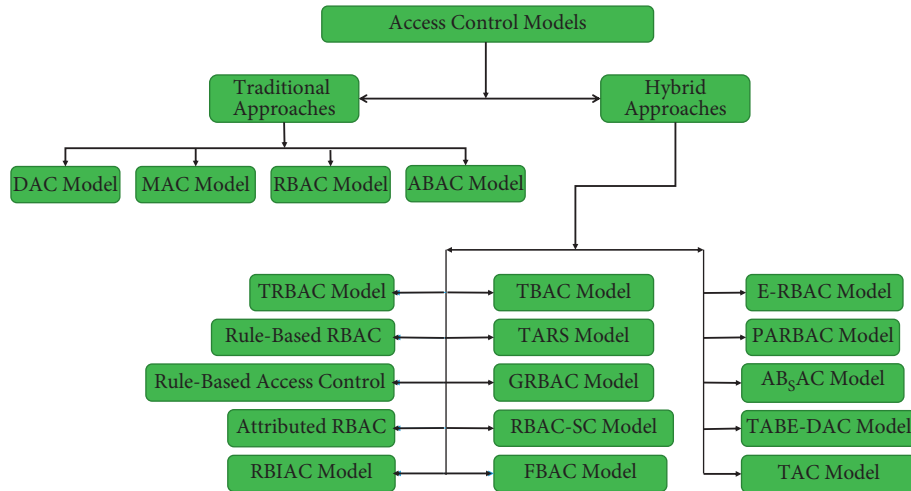 Access Control Models
Traditional
Approaches
Hybrid
Approaches
DAC Model
MAC Model
RBAC Model
ABAC Model
TRBAC Model
TBAC Model
E-RBAC Model
Rule-Based RBAC
TARS Model
PARBAC Model
Rule-Based Access Control
GRBAC Model
ABSAC Model
Attributed RBAC
RBAC-SC Model
TABE-DAC Model
RBIAC Model
FBAC Model
TAC Model